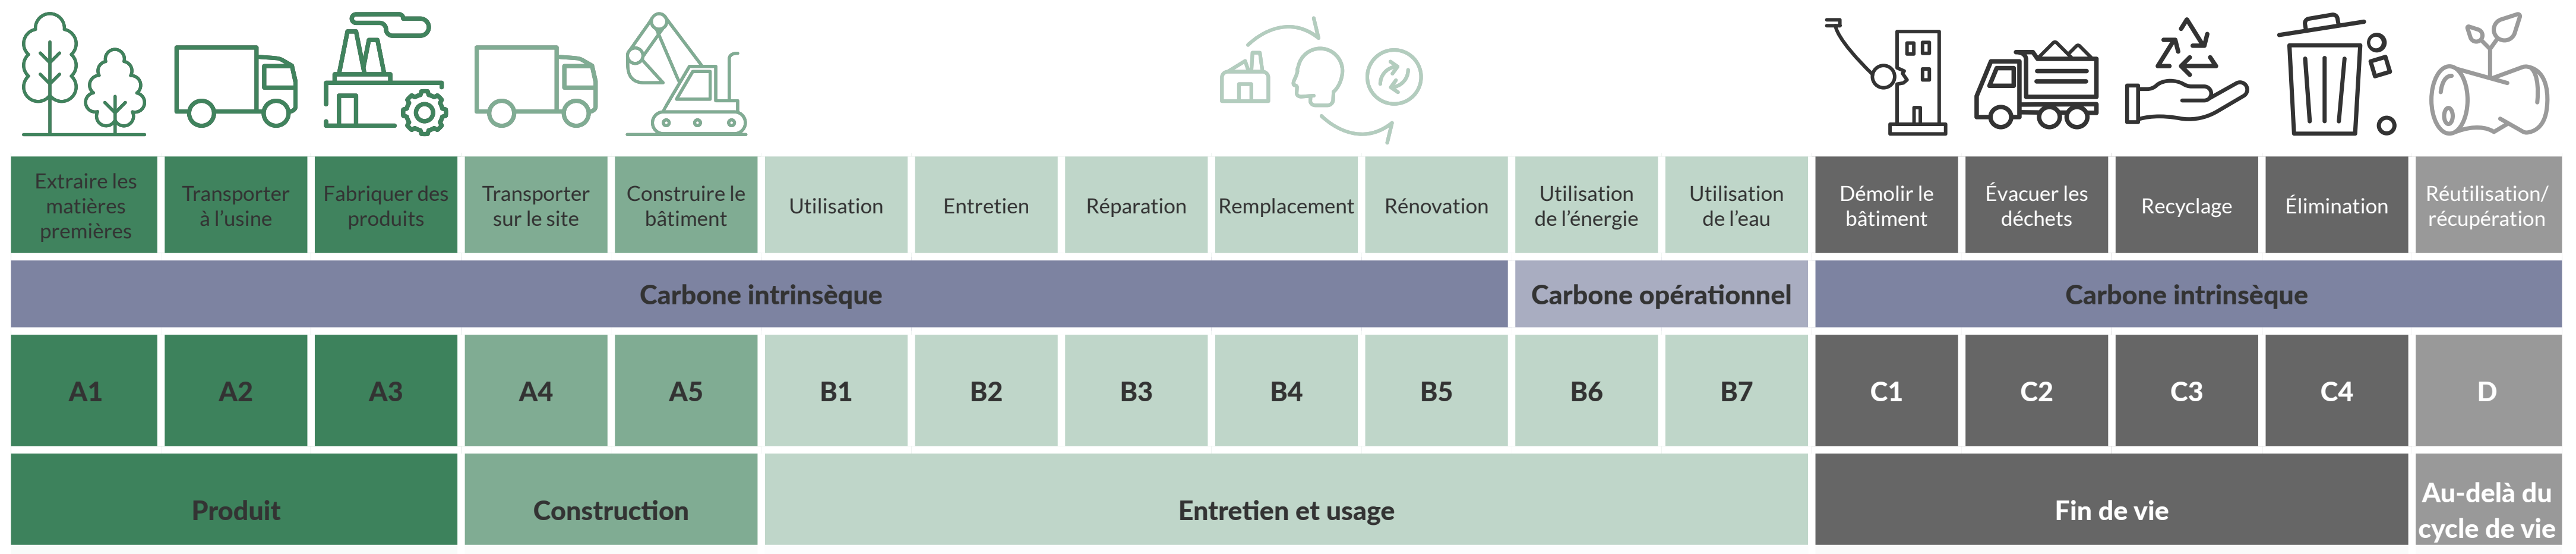 Extraire les
matières
premières
Transporter
à l’usine
Fabriquer des
produits
Transporter
sur le site
Construire le
bâtiment
Utilisation
Entretien
Réparation
Remplacement
Rénovation
Utilisation
de l’énergie
Utilisation
de l’eau
Démolir le
bâtiment
Évacuer les
déchets
Recyclage
Élimination
Réutilisation/
récupération
Carbone intrinsèque
Carbone opérationnel
Carbone intrinsèque
A1
A2
A3
A4
A5
B1
B2
B3
B4
B5
B6
B7
C1
C2
C3
C4
D
Produit
Construction
Entretien et usage
Fin de vie
Au-delà du
cycle de vie